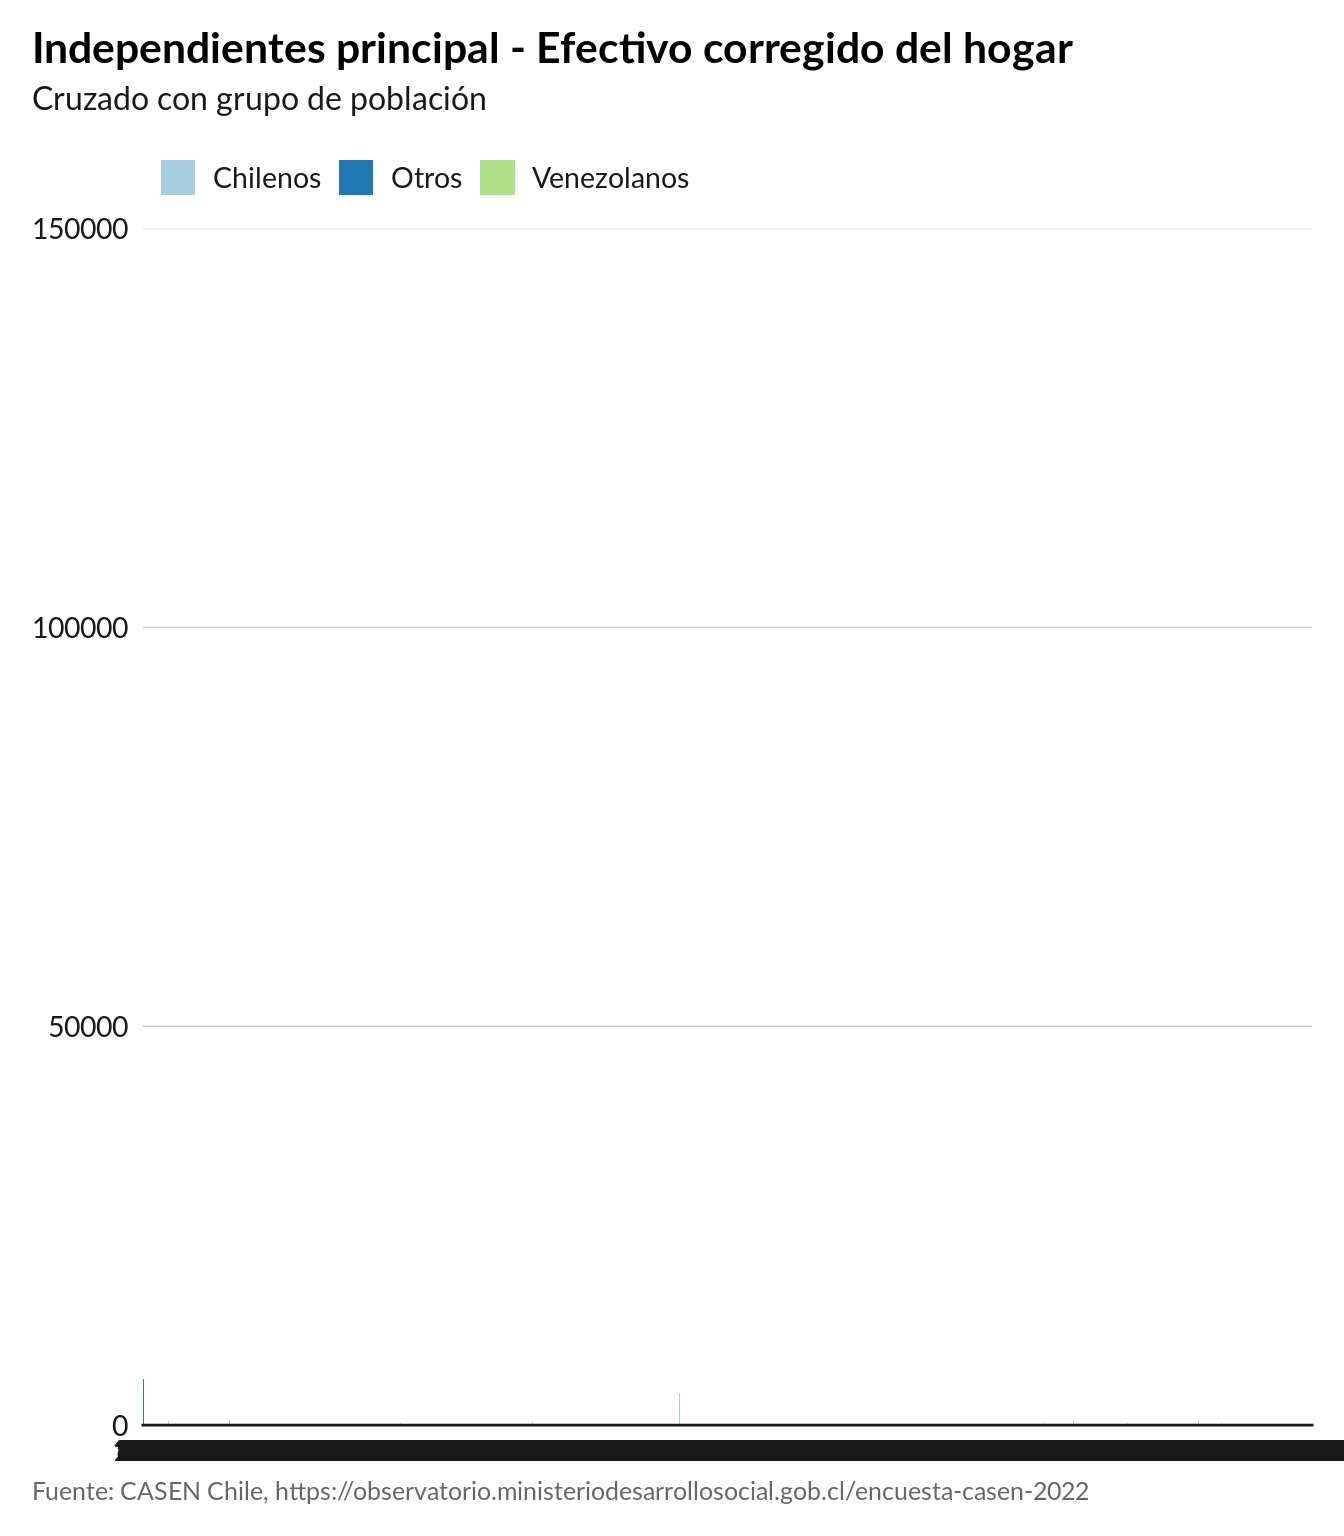 Independientes principal - Efectivo corregido del hogar
Cruzado con grupo de población
Chilenos Otros Venezolanos
150000
100000
50000
0
Fuente: CASEN Chile, https://observatorio.ministeriodesarrollosocial.gob.cl/encuesta-casen-2022